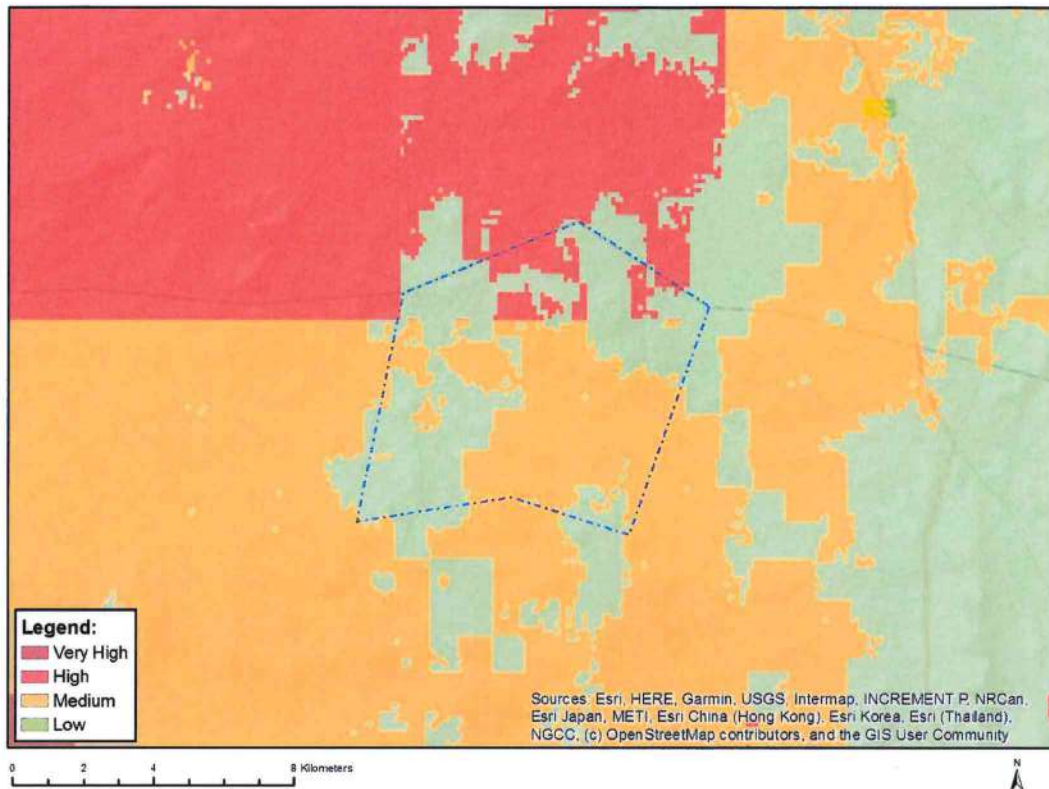 Legend:
Very High
High
Medium
Low
Sources: Esri, HERE, Garmin, USGS, Intermap, INCREMENT P, NRCan,
Esri Japan, METI, Esri China (Hong Kong), Esri Korea, Esri (Thailand),
NGCC, (c) OpenStreetMap contributors, and the GIS User Community
0 2 4 8 Kilometers
N